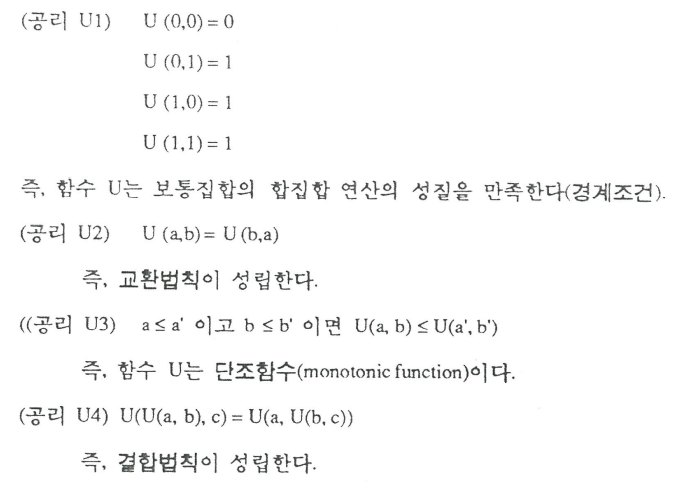 (공리 U1) U (0,0) = 0
U (0,1) = 1
U (1,0) = 1
U (1,1) = 1
즉, 함수 U는 보통집합의 합집합 연산의 성질을 만족한다(경계조건).
(공리 U2) U (a,b) = U (b,a)
즉, 교환법칙이 성립한다.
((공리 U3) a ≤ a' 이고 b ≤ b' 이면 U(a, b) ≤ U(a', b')
즉, 함수 U는 단조함수(monotonic function)이다.
(공리 U4) U(U(a, b), c) = U(a, U(b, c))
즉, 결합법칙이 성립한다.